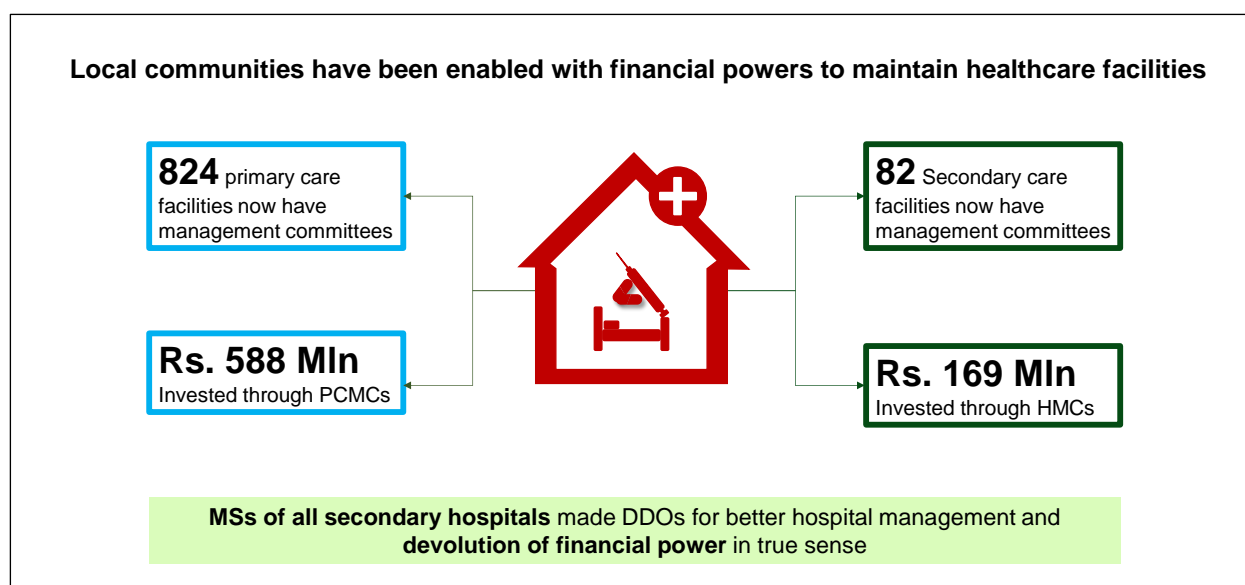 Local communities have been enabled with financial powers to maintain healthcare facilities
824 primary care
facilities now have
management committees
82 Secondary care
facilities now have
management committees
Rs. 588 Mln
Invested through PCMCs
Rs. 169 Mln
Invested through HMCs
MSs of all secondary hospitals made DDOs for better hospital management and
devolution of financial power in true sense